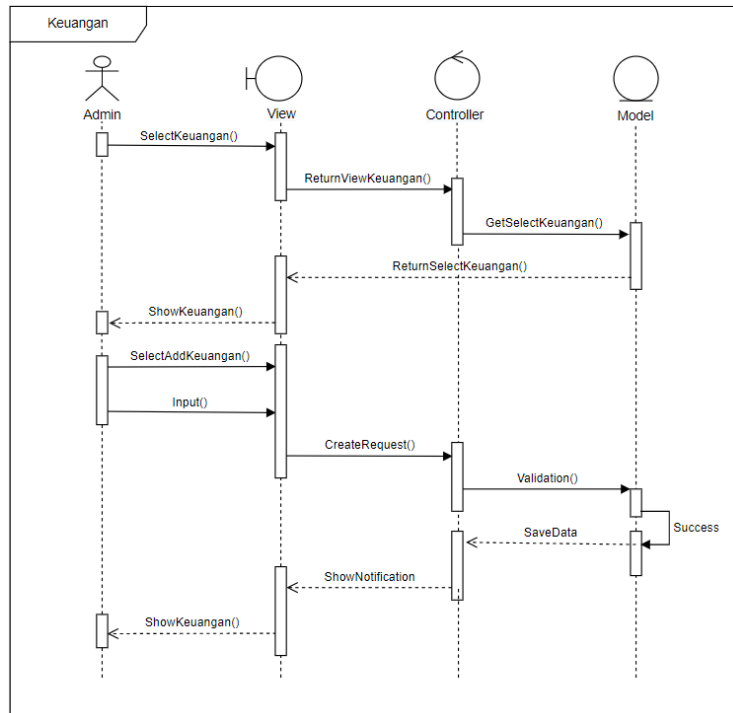 Keuangan
Admin
View
Controller
Model
SelectKeuangan()
ReturnViewKeuangan()
GetSelectKeuangan()
ReturnSelectKeuangan()
ShowKeuangan()
SelectAddKeuangan()
Input()
CreateRequest()
Validation()
Success
SaveData
ShowNotification
ShowKeuangan()